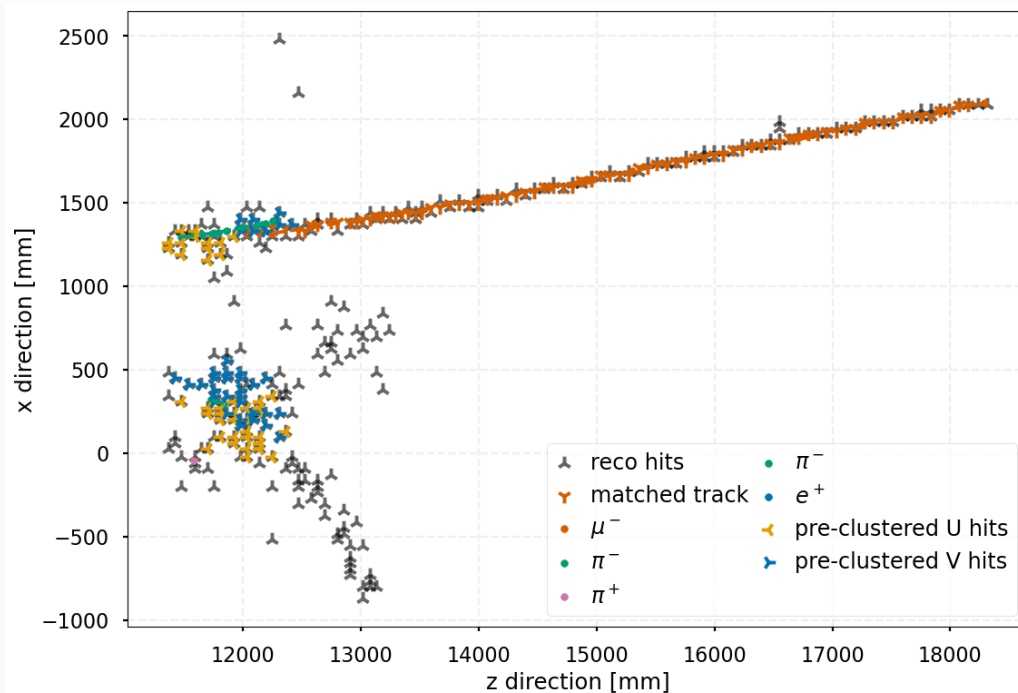 2500
2000
1500
1000
500
0
−500
−1000
x direction [mm]
12000 13000 14000 15000 16000 17000 18000
z direction [mm]
reco hits
matched track
μ⁻
π⁻
π⁺
π⁻
e⁺
pre-clustered U hits
pre-clustered V hits